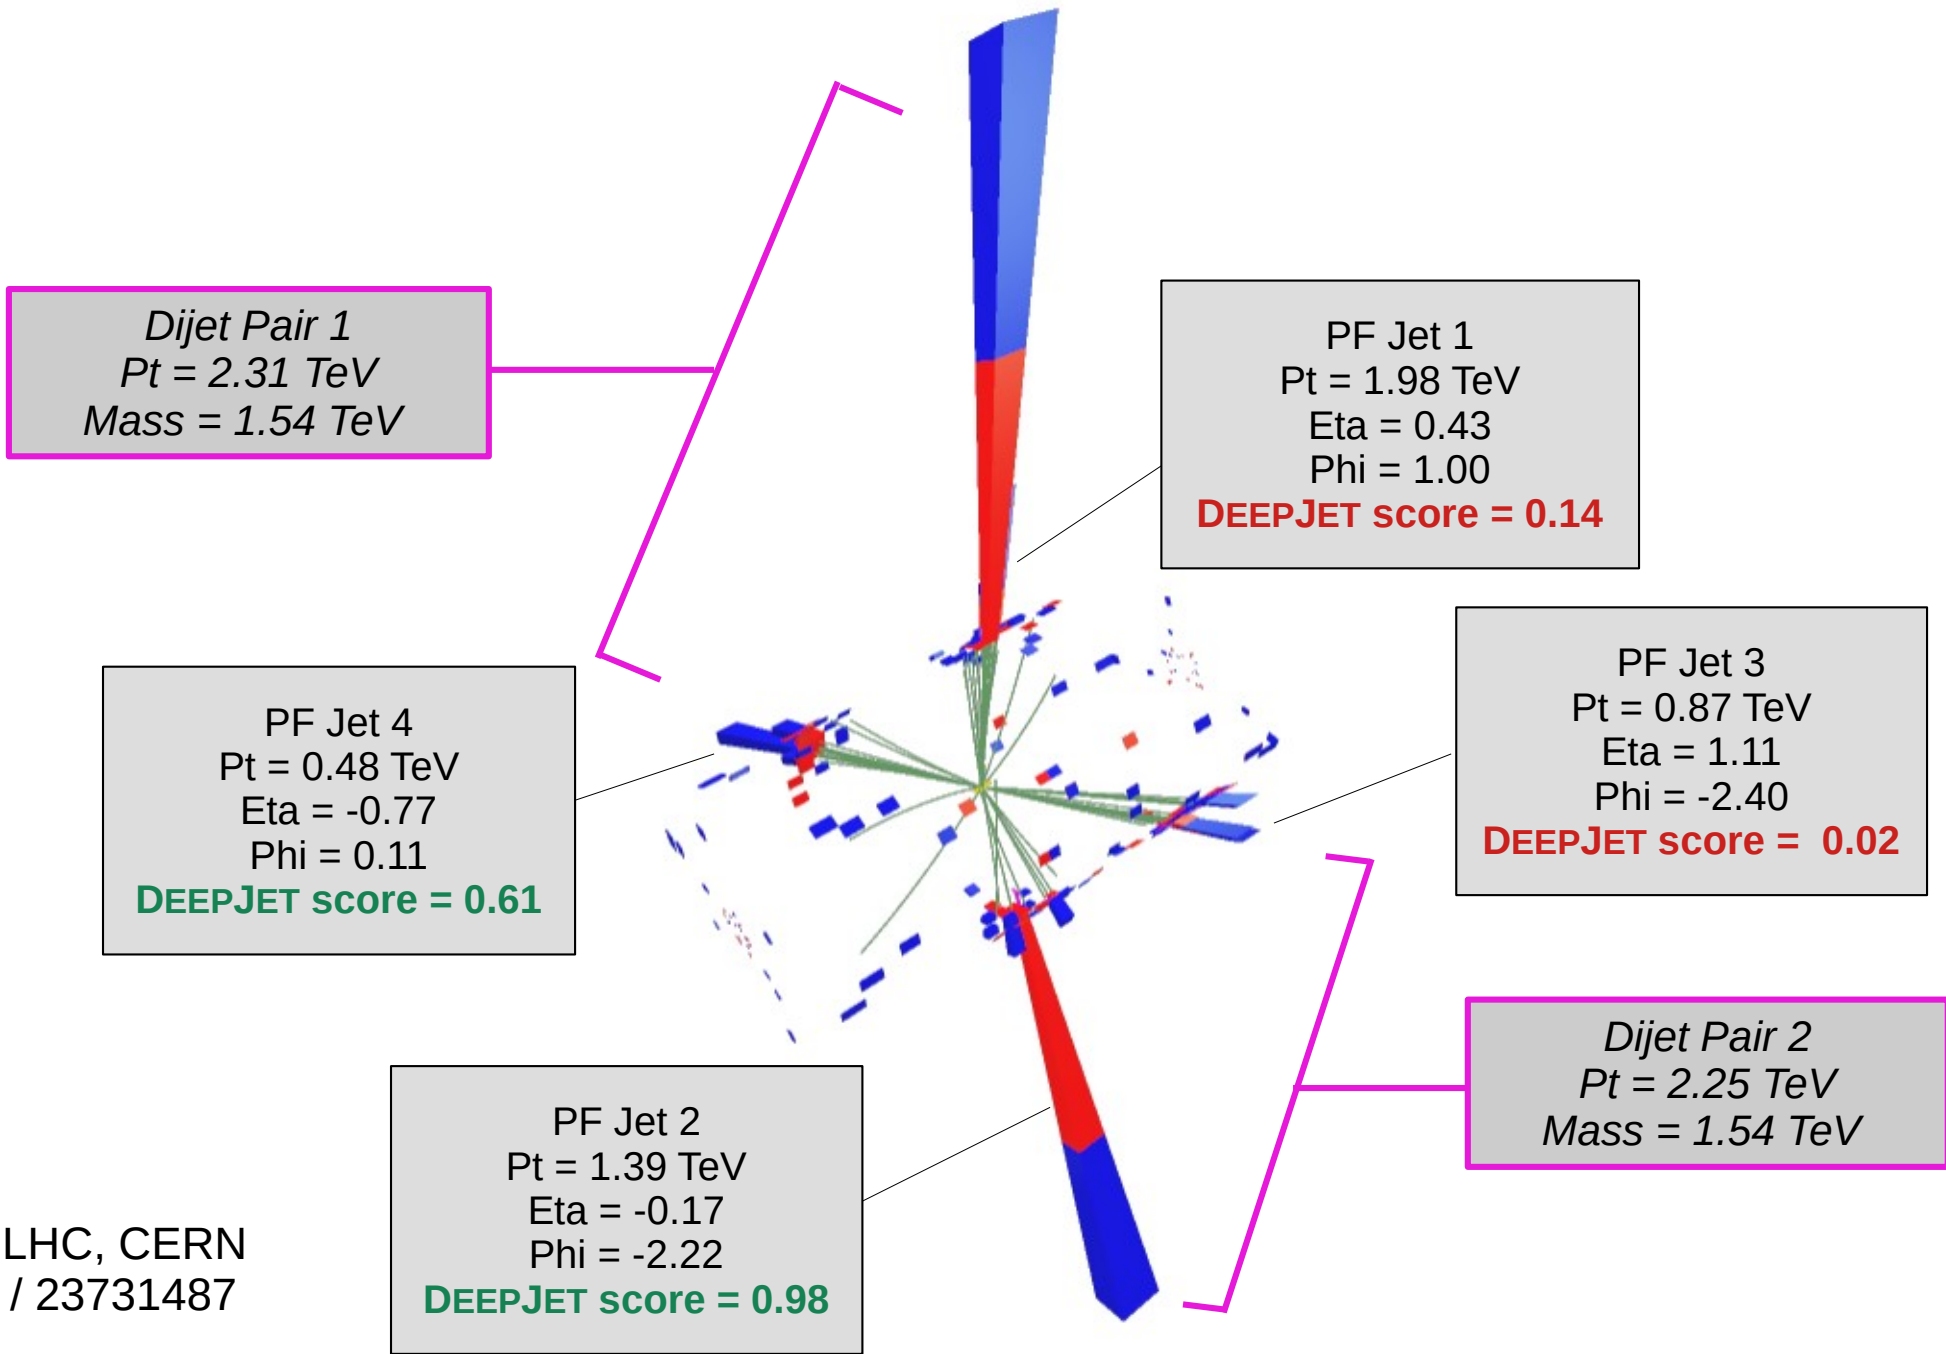 Dijet Pair 1
Pt = 2.31 TeV
Mass = 1.54 TeV
PF Jet 1
Pt = 1.98 TeV
Eta = 0.43
Phi = 1.00
DEEPJET score = 0.14
PF Jet 3
Pt = 0.87 TeV
Eta = 1.11
Phi = -2.40
DEEPJET score = 0.02
PF Jet 4
Pt = 0.48 TeV
Eta = -0.77
Phi = 0.11
DEEPJET score = 0.61
Dijet Pair 2
Pt = 2.25 TeV
Mass = 1.54 TeV
PF Jet 2
Pt = 1.39 TeV
Eta = -0.17
Phi = -2.22
DEEPJET score = 0.98
LHC, CERN
/ 23731487